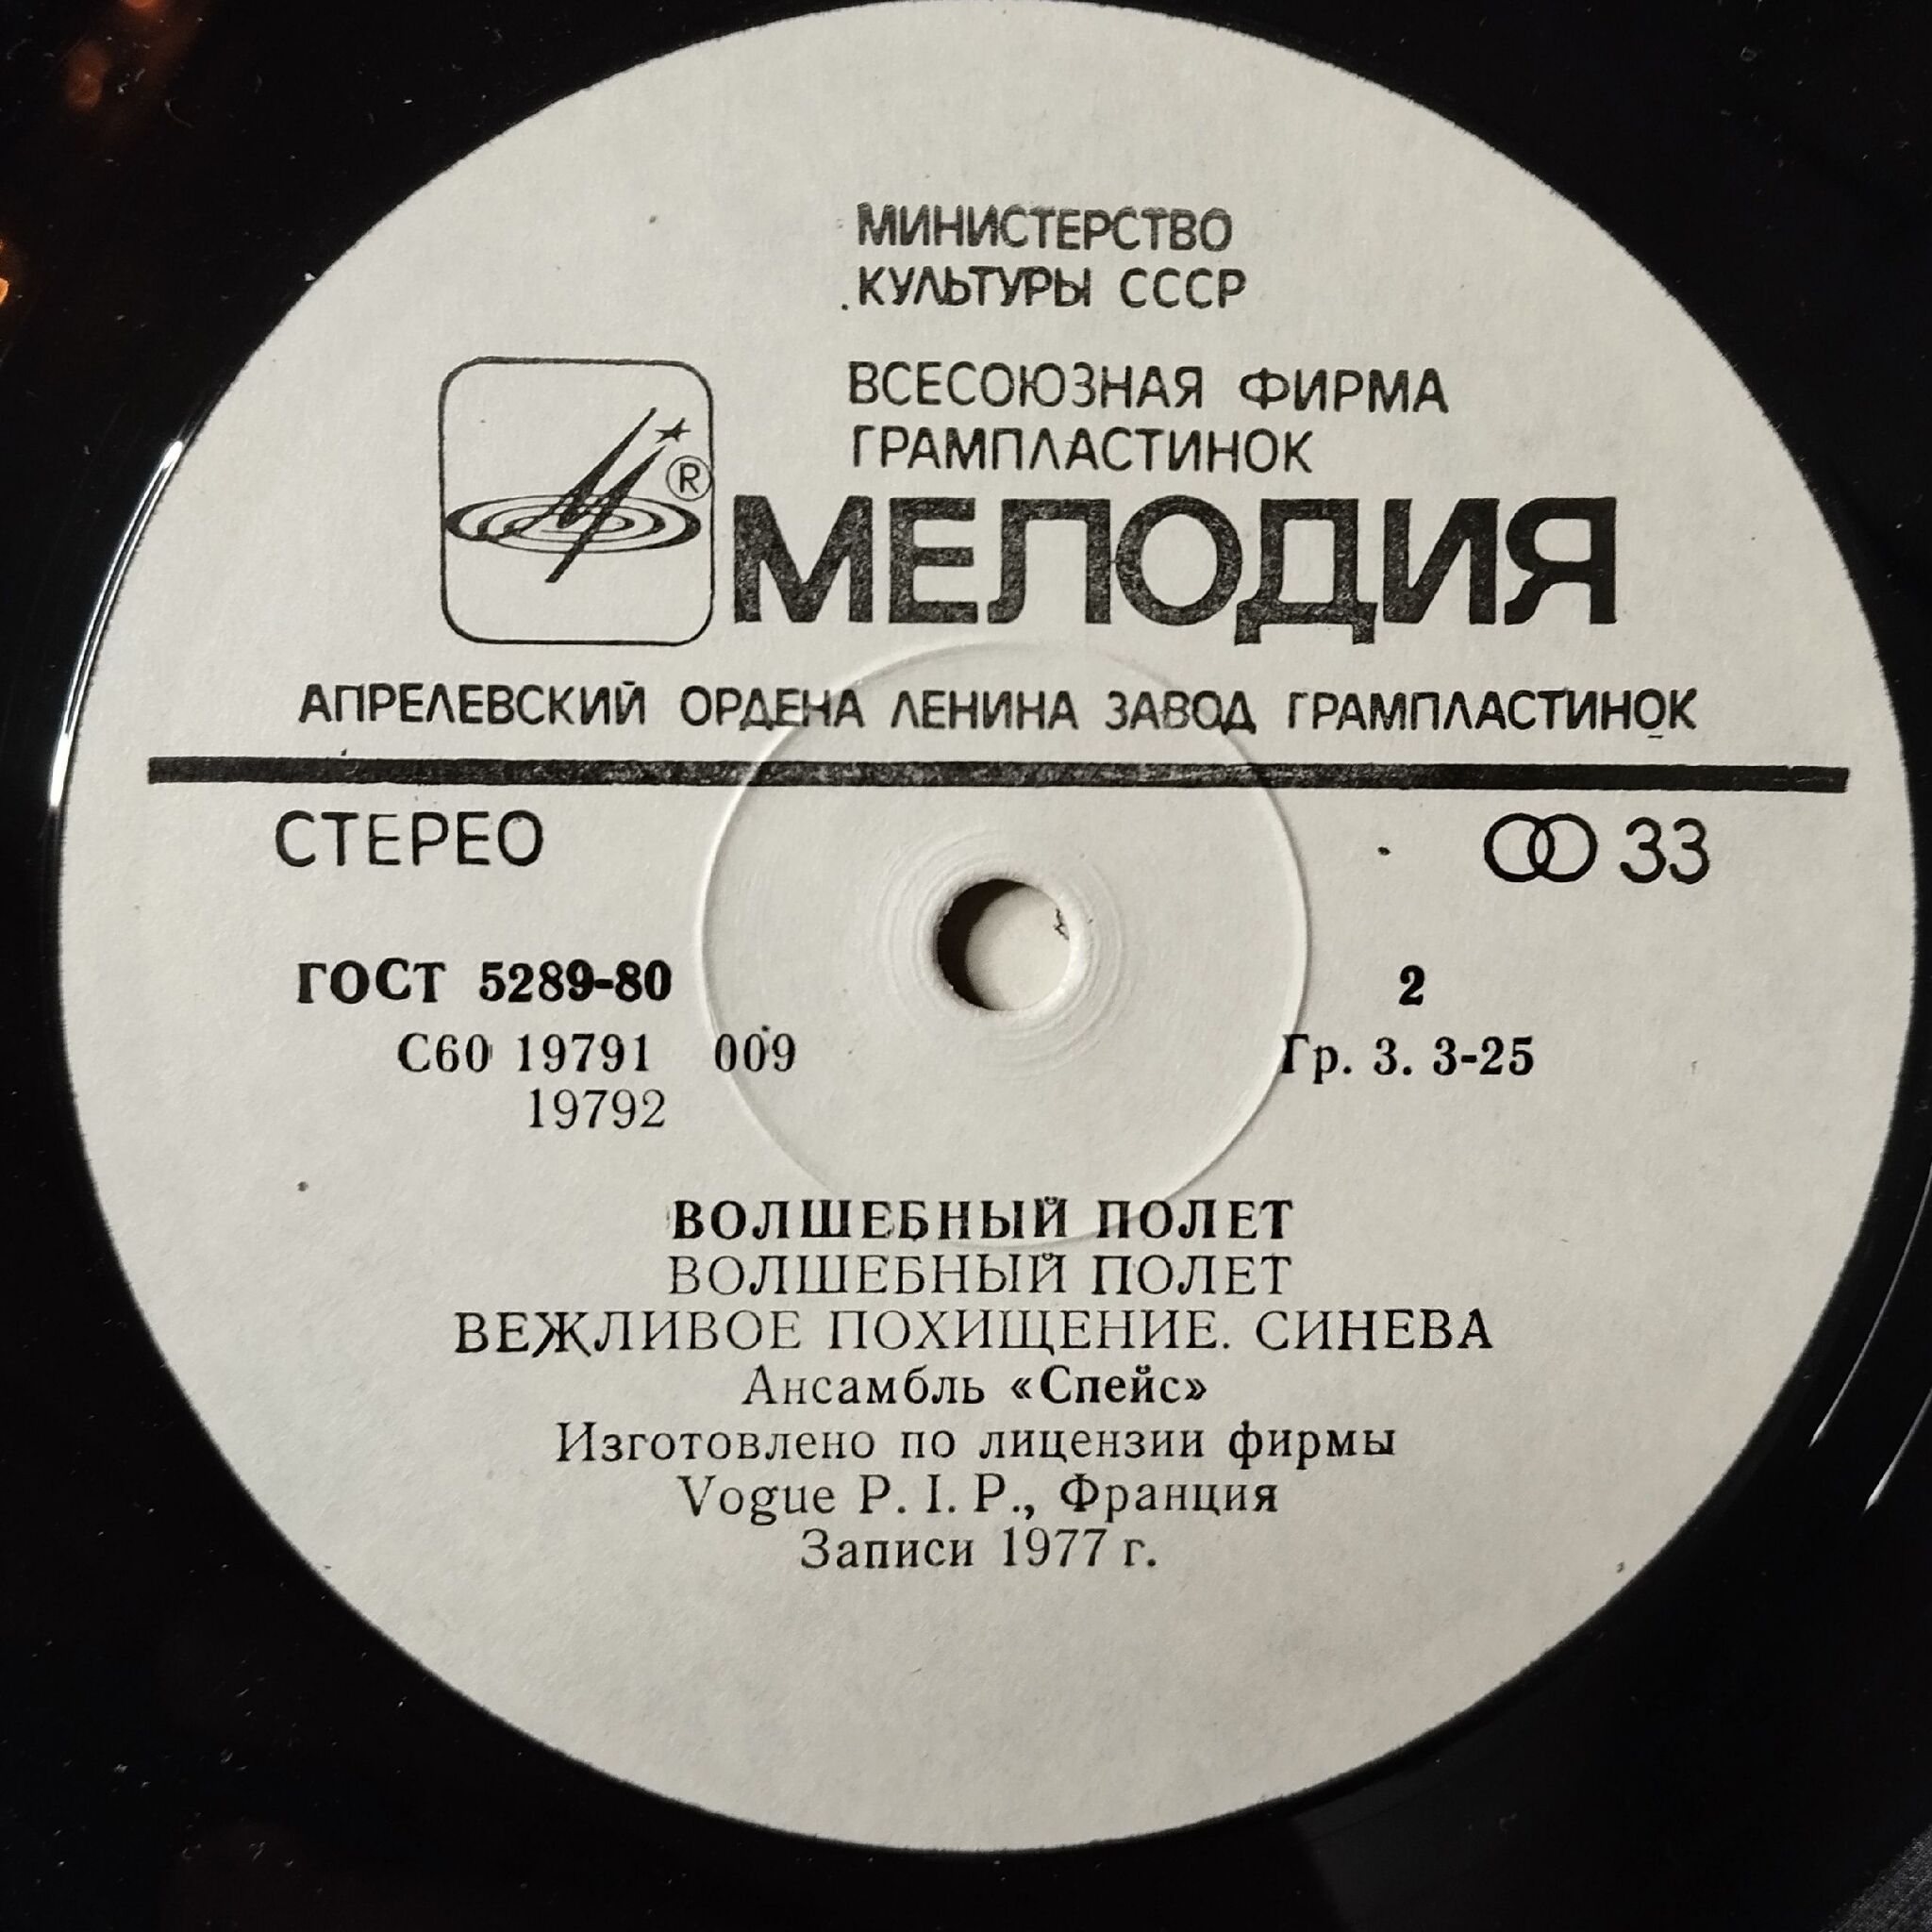 МИНИСТЕРСТВО
КУЛЬТУРЫ СССР
ВСЕСОЮЗНАЯ ФИРМА
ГРАМПЛАСТИНОК
®
МЕЛОДИЯ
АПРЕЛЕВСКИЙ ОРДЕНА ЛЕНИНА ЗАВОД ГРАМПЛАСТИНОК
СТЕРЕО 33
ГОСТ 5289-80 2
С60 19791 009 Гр. 3. 3-25
19792
ВОЛШЕБНЫЙ ПОЛЕТ
ВОЛШЕБНЫЙ ПОЛЕТ
ВЕЖЛИВОЕ ПОХИЩЕНИЕ. СИНЕВА
Ансамбль «Спейс»
Изготовлено по лицензии фирмы
Vogue P. I. P., Франция
Записи 1977 г.